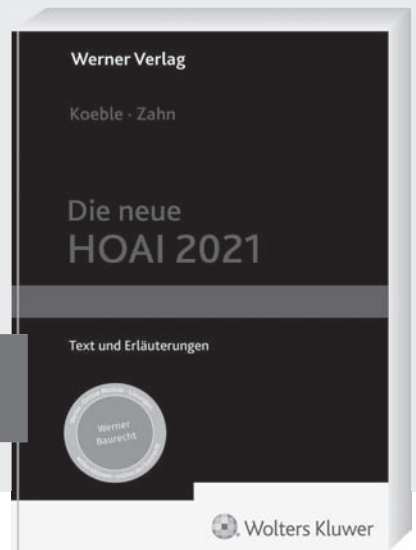 Werner Verlag
Koeble · Zahn
Die neue
HOAI 2021
Text und Erläuterungen
Werner
Baurecht
Wolters Kluwer